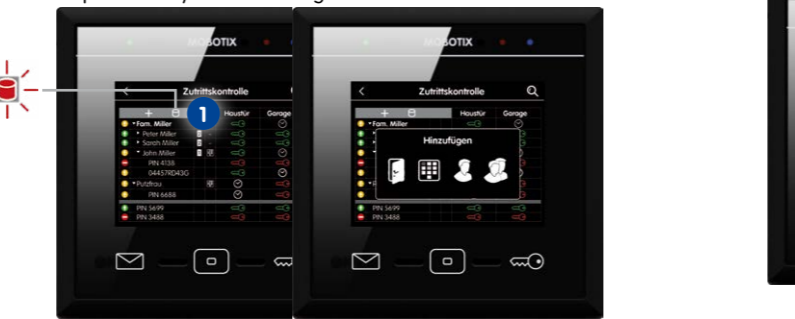 MOBOTIX
Zutrittskontrolle
1
Haustür Garage
Fam. Miller
Peter Miller
Sarah Miller
John Miller
PIN 4135
04457RD43G
Putzfrau
PIN 6688
PIN 5699
PIN 3488
MOBOTIX
Zutrittskontrolle
Haustür Garage
Fam. Miller
Hinzufügen
PIN 5699
PIN 3488